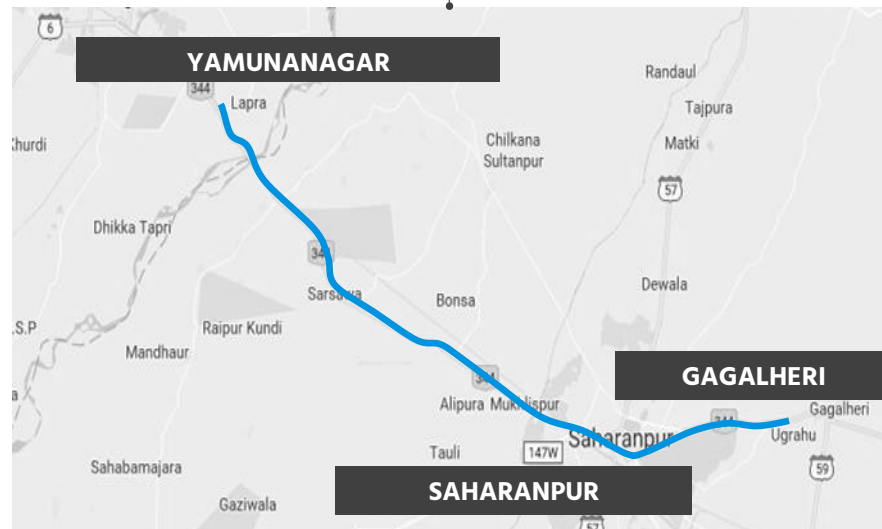 6
YAMUNANAGAR
344
Lapra
Randaul
Tajpura
Khurdi
Chilkana
Sultanpur
Matki
57
Dhikka Tapri
344
Sarsawa
Dewala
Bonsa
.S.P
Raipur Kundi
Mandhaur
GAGALHERI
344
Alipura Mukhlispur
344
Gagalheri
Ugrahu
Saharanpur
Tauli
147W
Sahabamajara
59
SAHARANPUR
Gaziwala
57